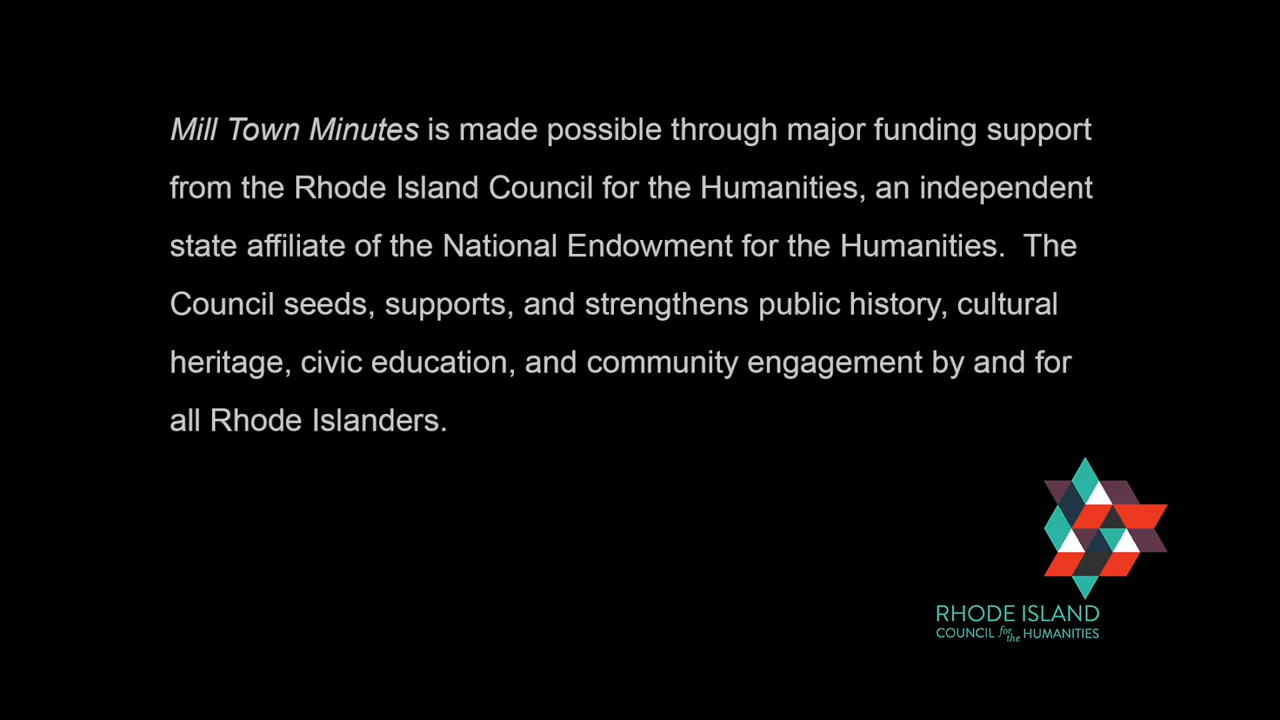 Mill Town Minutes is made possible through major funding support
from the Rhode Island Council for the Humanities, an independent
state affiliate of the National Endowment for the Humanities.  The
Council seeds, supports, and strengthens public history, cultural
heritage, civic education, and community engagement by and for
all Rhode Islanders.
RHODE ISLAND
COUNCIL for the HUMANITIES